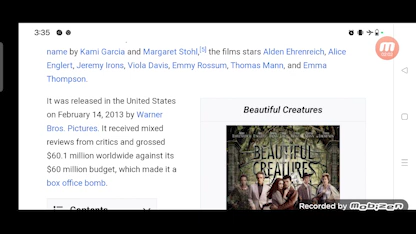 3:35
name by Kami Garcia and Margaret Stohl,[5] the films stars Alden Ehrenreich, Alice
Englert, Jeremy Irons, Viola Davis, Emmy Rossum, Thomas Mann, and Emma
Thompson.
It was released in the United States
on February 14, 2013 by Warner
Bros. Pictures. It received mixed
reviews from critics and grossed
$60.1 million worldwide against its
$60 million budget, which made it a
box office bomb.
Contents
Beautiful Creatures
BEAUTIFUL
CREATURES
Recorded by Mobizen